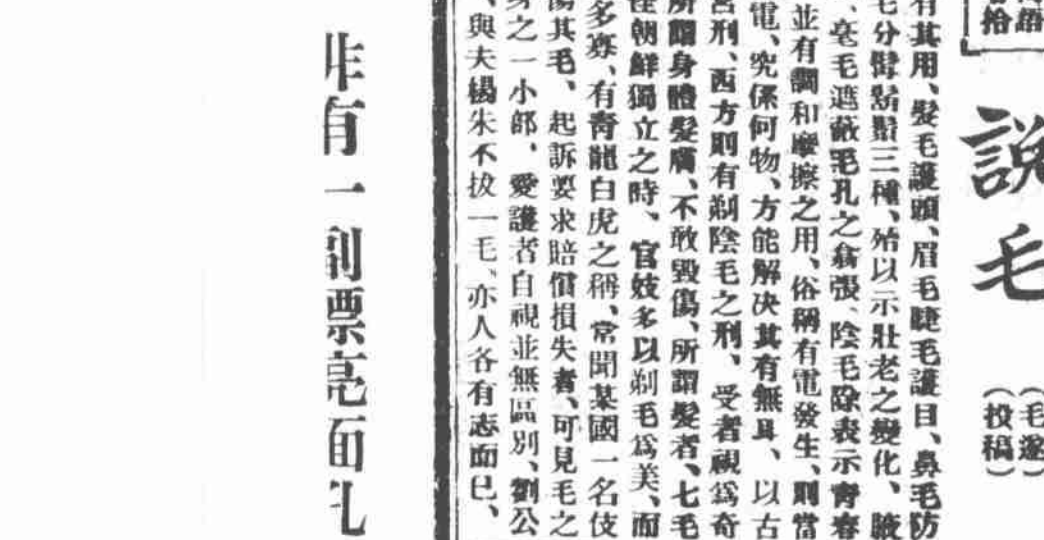 語
拾
說毛
（毛遂）
（投稿）
有其用、髮毛護頭、眉毛睫毛護目、鼻毛防
毛分髭鬚髯三種、殆以示壯老之變化、腋
、毫毛遮蔽毛孔之翕張、陰毛除表示青春
並有調和摩擦之用、俗稱有電發生、則當
電、究係何物、方能解決其有無耳、以古
宮刑、西方則有剃陰毛之刑、受者視爲奇
所謂身體髮膚、不敢毀傷、所謂髮者、七毛
在朝鮮獨立之時、官妓多以剃毛爲美、而
多寡、有青龍白虎之稱、常聞某國一名伎
傷其毛、起訴要求賠償損失者、可見毛之
身之一小部、愛護者自視並無區別、劉公
、與夫楊朱不拔一毛、亦人各有志而已、
非有一副漂亮面孔